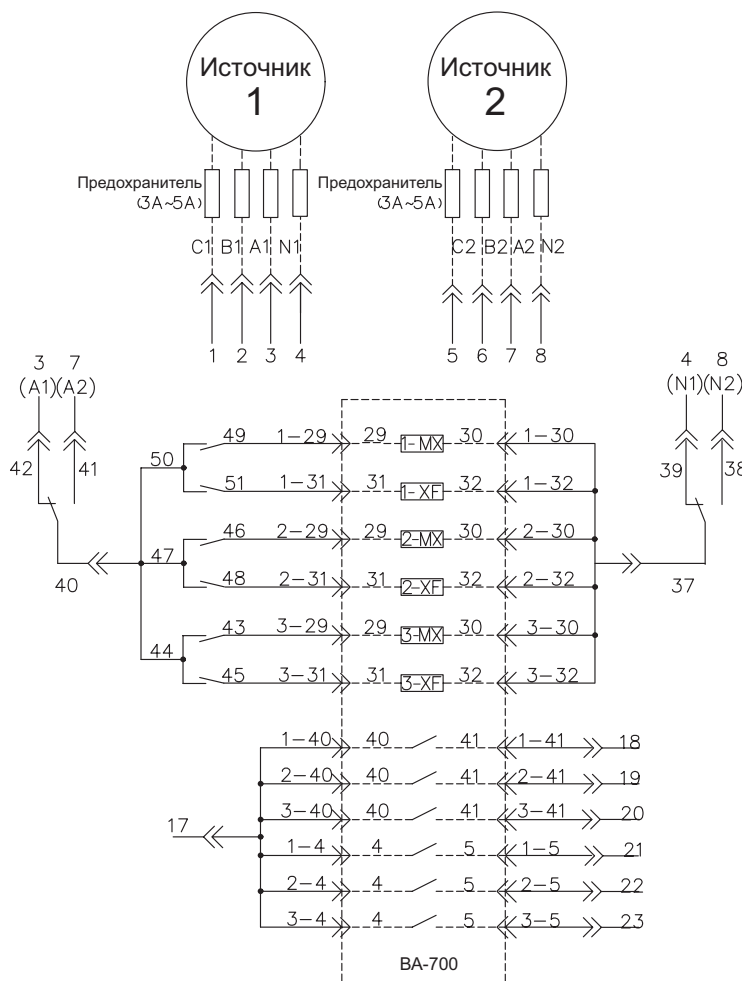 Источник Источник
1 2
Предохранитель Предохранитель
(3А~5А) (3А~5А)
C1 B1 A1 N1 C2 B2 A2 N2
1 2 3 4 5 6 7 8
3 7 4 8
(A1)(A2) (N1)(N2)
49 1-29 29 1-MX 30 1-30
42 41 50 39 38
51 1-31 31 1-XF 32 1-32
46 2-29 29 2-MX 30 2-30
47
40 48 2-31 31 2-XF 32 2-32 37
43 3-29 29 3-MX 30 3-30
44
45 3-31 31 3-XF 32 3-32
1-40 40 41 1-41 18
2-40 40 41 2-41 19
3-40 40 41 3-41 20
17
1-4 4 5 1-5 21
2-4 4 5 2-5 22
3-4 4 5 3-5 23
ВА-700